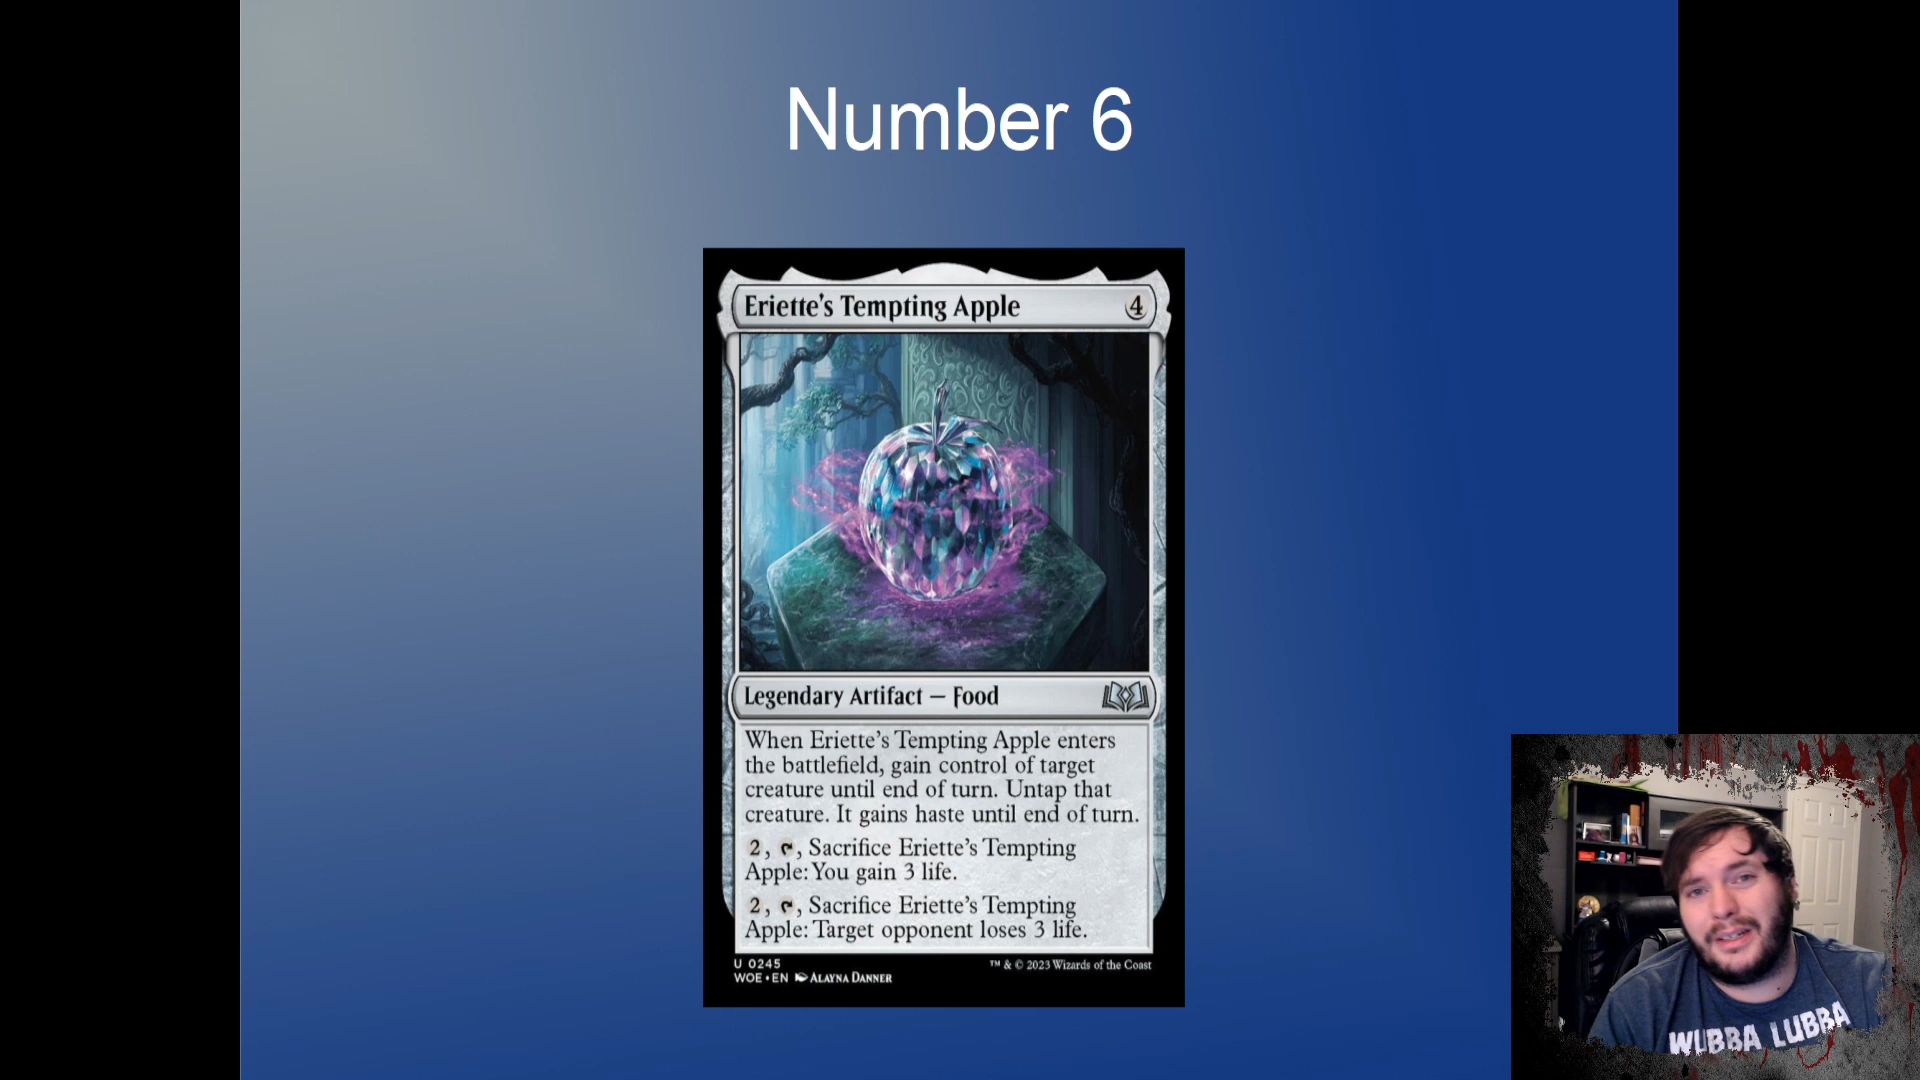 Number 6
Eriette's Tempting Apple 4
Legendary Artifact — Food
When Eriette's Tempting Apple enters
the battlefield, gain control of target
creature until end of turn. Untap that
creature. It gains haste until end of turn.
2, , Sacrifice Eriette's Tempting
Apple: You gain 3 life.
2, , Sacrifice Eriette's Tempting
Apple: Target opponent loses 3 life.
U 0245
WOE • EN ALAYNA DANNER
™ & © 2023 Wizards of the Coast
WUBBA LUBBA